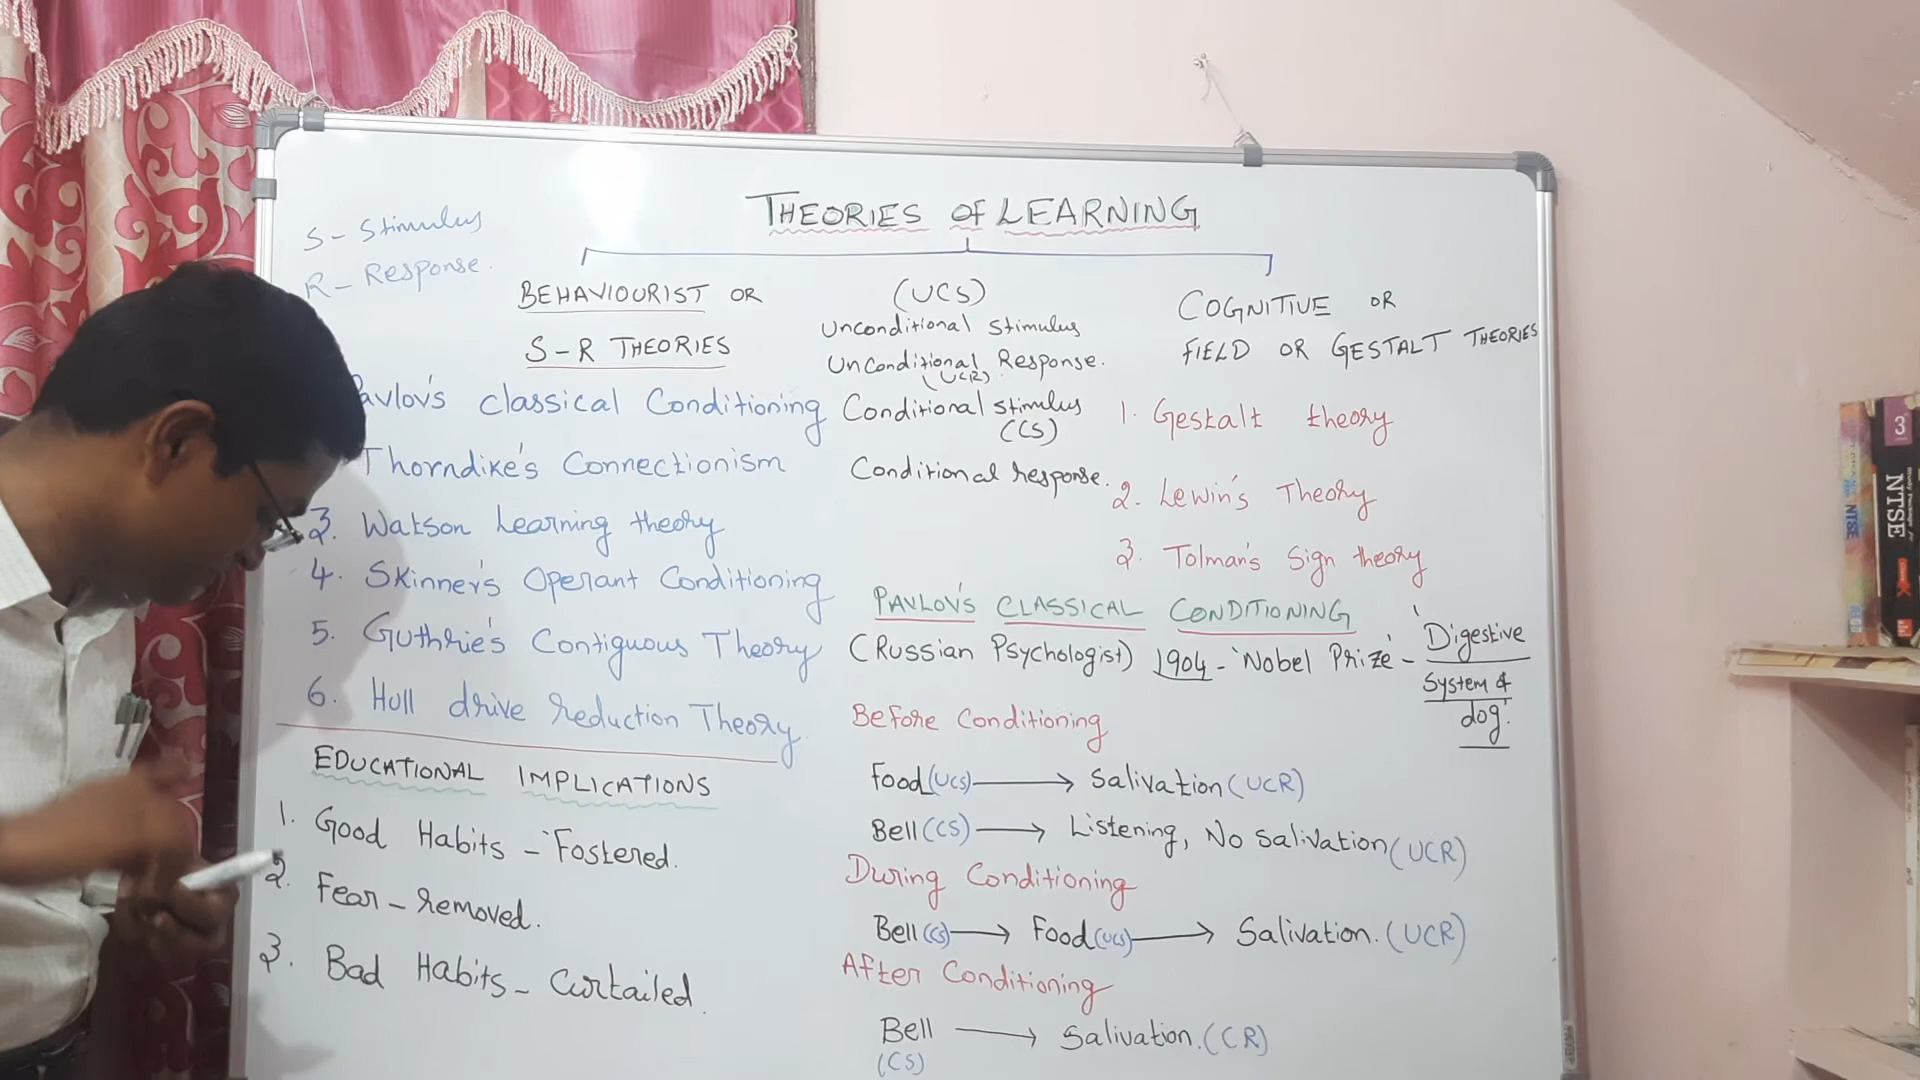 THEORIES OF LEARNING
S - Stimulus
R - Response.
BEHAVIOURIST OR
S-R THEORIES
Pavlov's classical Conditioning
Thorndike's Connectionism
3. Watson Learning theory
4. Skinner's Operant Conditioning
5. Guthrie's Contiguous Theory
6. Hull drive reduction Theory
EDUCATIONAL IMPLICATIONS
1. Good Habits - 'Fostered.
2. Fear - removed.
3. Bad Habits - Curtailed.
(UCS)
Unconditional Stimulus
Unconditional Response.
(UCR)
Conditional stimulus
(CS)
Conditional response.
COGNITIVE OR
FIELD OR GESTALT THEORIES
1. Gestalt theory
2. Lewin's Theory
3. Tolman's Sign theory
PAVLOV'S CLASSICAL CONDITIONING
(Russian Psychologist) 1904 - 'Nobel Prize' - 'Digestive
System of
dog'.
Before Conditioning
Food (UCS) → Salivation (UCR)
Bell (CS) → Listening, No Salivation (UCR)
During Conditioning
Bell (CS) → Food (UCS) → Salivation. (UCR)
After Conditioning
Bell → Salivation. (CR)
(CS)
3
NTSE
NTSE